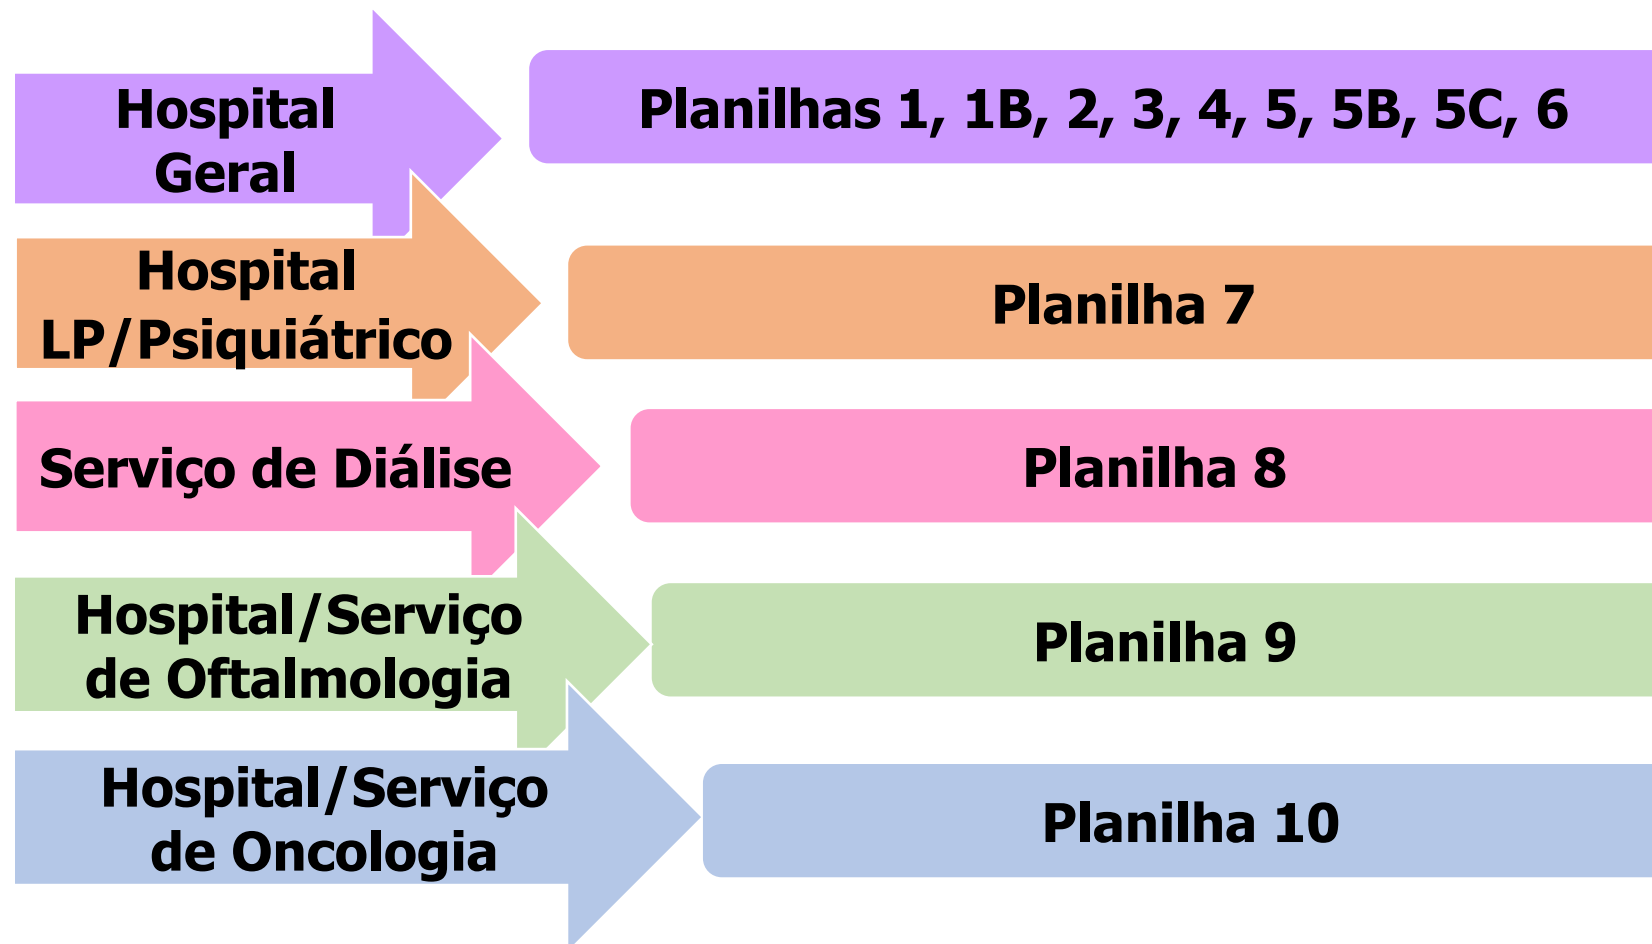 Hospital
Geral
Planilhas 1, 1B, 2, 3, 4, 5, 5B, 5C, 6
Hospital
LP/Psiquiátrico
Planilha 7
Serviço de Diálise
Planilha 8
Hospital/Serviço
de Oftalmologia
Planilha 9
Hospital/Serviço
de Oncologia
Planilha 10